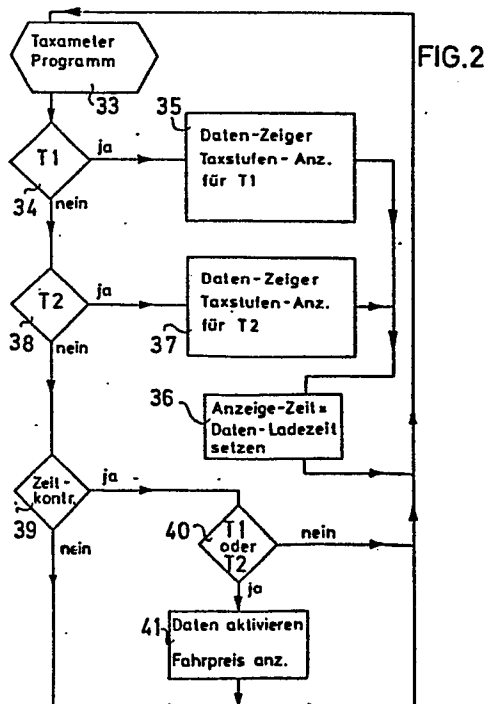 FIG.2
Taxameter
Programm
33
T1
ja
34
nein
35
Daten-Zeiger
Taxstufen-Anz.
für T1
T2
ja
38
nein
Daten-Zeiger
Taxstufen-Anz.
für T2
37
36
Anzeige-Zeit=
Daten-Ladezeit
setzen
Zeit-
kontr.
ja
39
nein
40
T1
oder
T2
nein
ja
41
Daten aktivieren
Fahrpreis anz.